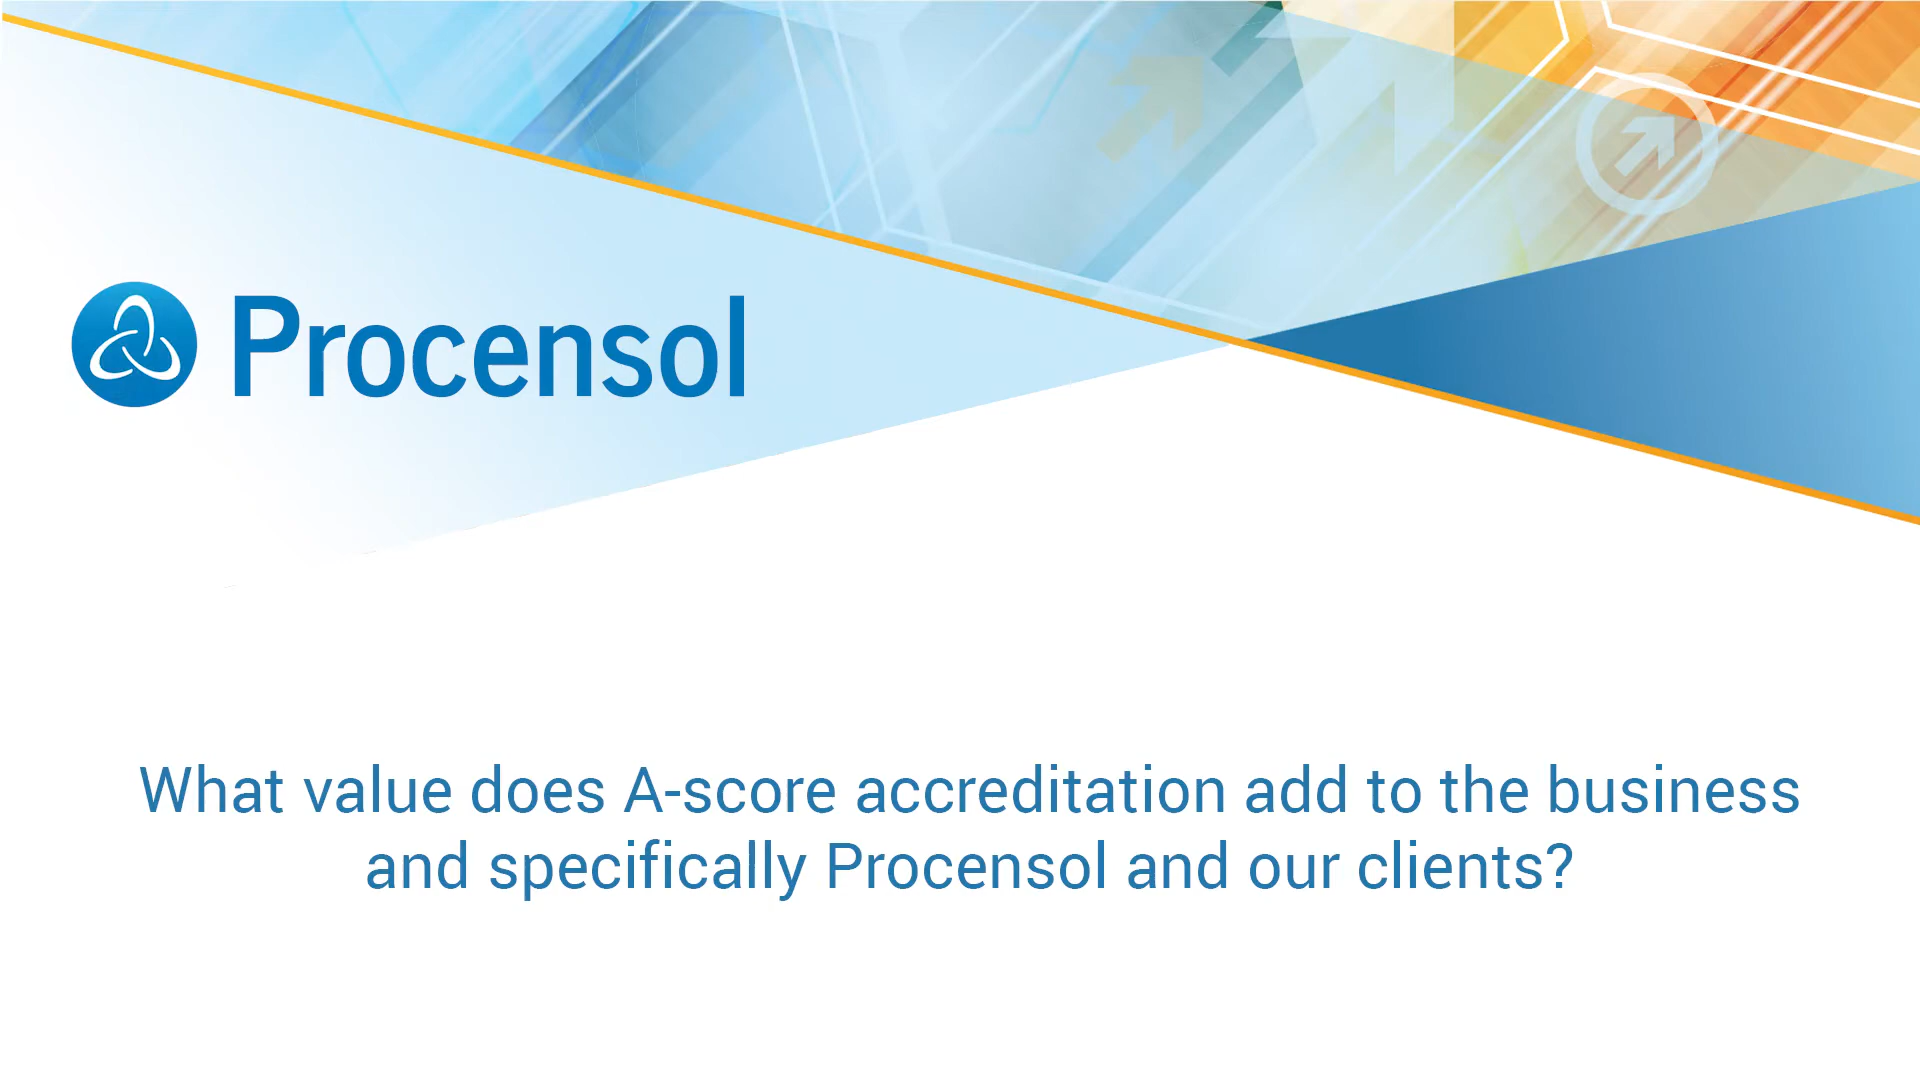 Procensol
What value does A-score accreditation add to the business
and specifically Procensol and our clients?